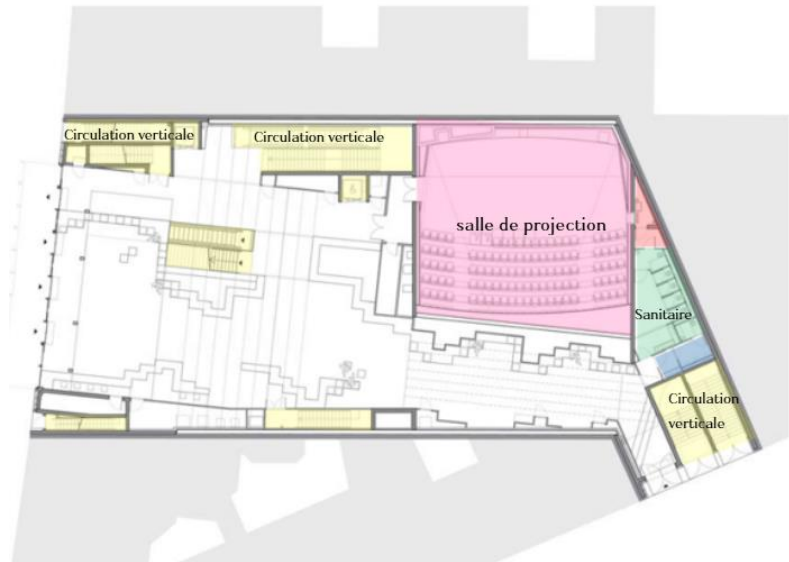 Circulation verticale
Circulation verticale
salle de projection
Sanitaire
Circulation
verticale